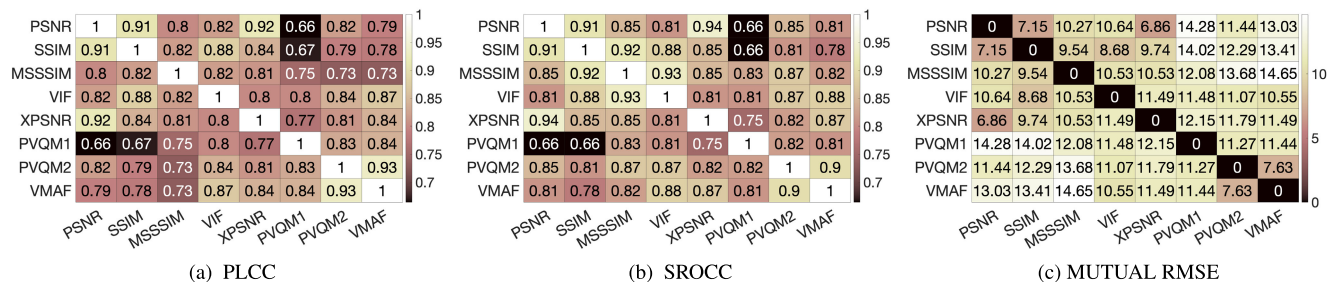 PSNR 1 0.91 0.8 0.82 0.92 0.66 0.82 0.79
SSIM 0.91 1 0.82 0.88 0.84 0.67 0.79 0.78
MSSSIM 0.8 0.82 1 0.82 0.81 0.75 0.73 0.73
VIF 0.82 0.88 0.82 1 0.8 0.8 0.84 0.87
XPSNR 0.92 0.84 0.81 0.8 1 0.77 0.81 0.84
PVQM1 0.66 0.67 0.75 0.8 0.77 1 0.83 0.84
PVQM2 0.82 0.79 0.73 0.84 0.81 0.83 1 0.93
VMAF 0.79 0.78 0.73 0.87 0.84 0.84 0.93 1
PSNR SSIM MSSSIM VIF XPSNR PVQM1 PVQM2 VMAF
1
0.95
0.9
0.85
0.8
0.75
0.7
(a) PLCC
PSNR 1 0.91 0.85 0.81 0.94 0.66 0.85 0.81
SSIM 0.91 1 0.92 0.88 0.85 0.66 0.81 0.78
MSSSIM 0.85 0.92 1 0.93 0.85 0.83 0.87 0.82
VIF 0.81 0.88 0.93 1 0.81 0.81 0.87 0.88
XPSNR 0.94 0.85 0.85 0.81 1 0.75 0.82 0.87
PVQM1 0.66 0.66 0.83 0.81 0.75 1 0.82 0.81
PVQM2 0.85 0.81 0.87 0.87 0.82 0.82 1 0.9
VMAF 0.81 0.78 0.82 0.88 0.87 0.81 0.9 1
PSNR SSIM MSSSIM VIF XPSNR PVQM1 PVQM2 VMAF
1
0.95
0.9
0.85
0.8
0.75
0.7
(b) SROCC
PSNR 0 7.15 10.27 10.64 6.86 14.28 11.44 13.03
SSIM 7.15 0 9.54 8.68 9.74 14.02 12.29 13.41
MSSSIM 10.27 9.54 0 10.53 10.53 12.08 13.68 14.65
VIF 10.64 8.68 10.53 0 11.49 11.48 11.07 10.55
XPSNR 6.86 9.74 10.53 11.49 0 12.15 11.79 11.49
PVQM1 14.28 14.02 12.08 11.48 12.15 0 11.27 11.44
PVQM2 11.44 12.29 13.68 11.07 11.79 11.27 0 7.63
VMAF 13.03 13.41 14.65 10.55 11.49 11.44 7.63 0
PSNR SSIM MSSSIM VIF XPSNR PVQM1 PVQM2 VMAF
10
5
0
(c) MUTUAL RMSE